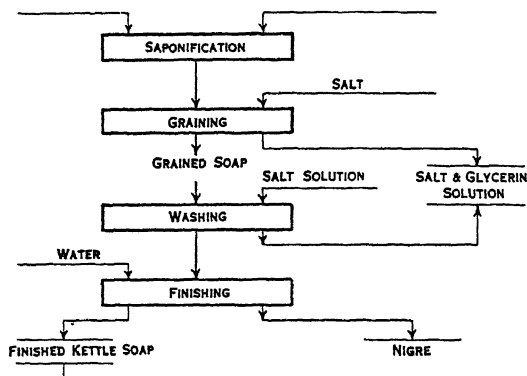 SAPONIFICATION
SALT
GRAINING
GRAINED SOAP
SALT SOLUTION
SALT & GLYCERIN
SOLUTION
WASHING
WATER
FINISHING
FINISHED KETTLE SOAP
NIGRE